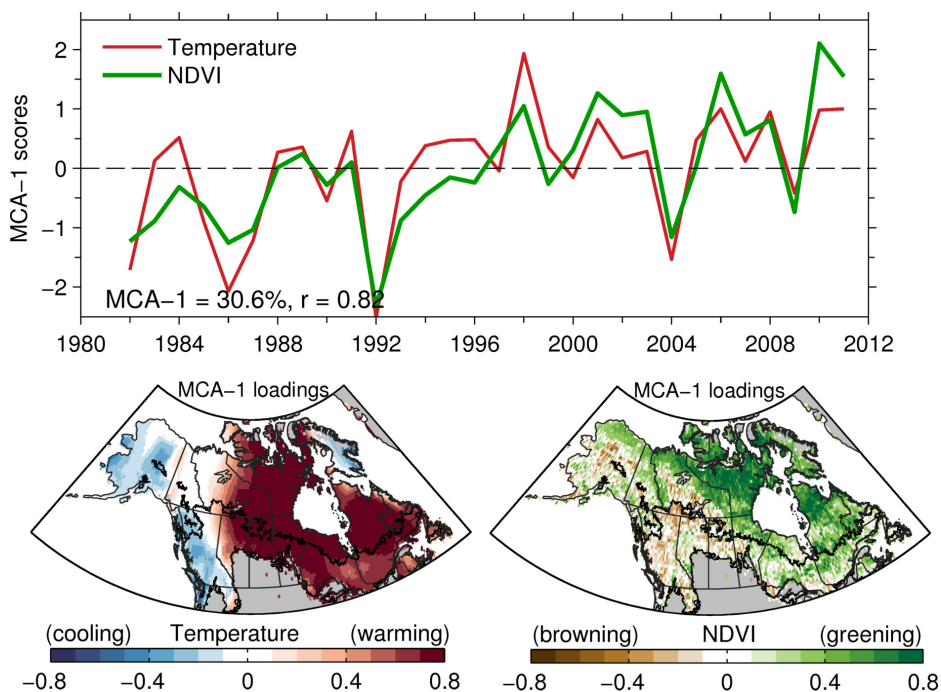 2
1
0
−1
−2
MCA−1 scores
Temperature
NDVI
MCA−1 = 30.6%, r = 0.82
1980 1984 1988 1992 1996 2000 2004 2008 2012
MCA−1 loadings
MCA−1 loadings
(cooling) Temperature (warming)
−0.8 −0.4 0 0.4 0.8
(browning) NDVI (greening)
−0.8 −0.4 0 0.4 0.8